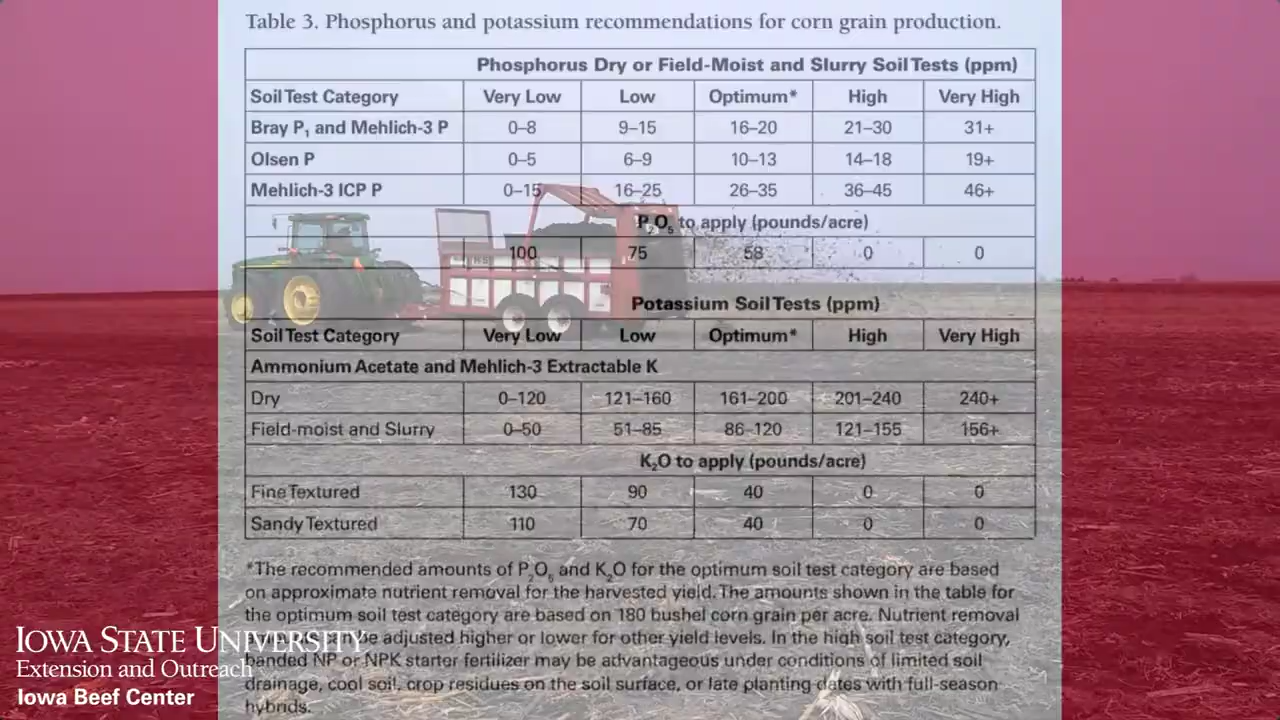 Table 3. Phosphorus and potassium recommendations for corn grain production.
Phosphorus Dry or Field-Moist and Slurry Soil Tests (ppm)
Soil Test Category Very Low Low Optimum* High Very High
Bray P₁ and Mehlich-3 P 0–8 9–15 16–20 21–30 31+
Olsen P 0–5 6–9 10–13 14–18 19+
Mehlich-3 ICP P 0–15 16–25 26–35 36–45 46+
P₂O₅ to apply (pounds/acre)
100 75 58 0 0
Potassium Soil Tests (ppm)
Soil Test Category Very Low Low Optimum* High Very High
Ammonium Acetate and Mehlich-3 Extractable K
Dry 0–120 121–160 161–200 201–240 240+
Field-moist and Slurry 0–50 51–85 86–120 121–155 156+
K₂O to apply (pounds/acre)
Fine Textured 130 90 40 0 0
Sandy Textured 110 70 40 0 0
*The recommended amounts of P₂O₅ and K₂O for the optimum soil test category are based
on approximate nutrient removal for the harvested yield. The amounts shown in the table for
the optimum soil test category are based on 180 bushel corn grain per acre. Nutrient removal
be adjusted higher or lower for other yield levels. In the high soil test category,
banded NP or NPK starter fertilizer may be advantageous under conditions of limited soil
drainage, cool soil, crop residues on the soil surface, or late planting dates with full-season
hybrids.
IOWA STATE UNIVERSITY
Extension and Outreach
Iowa Beef Center